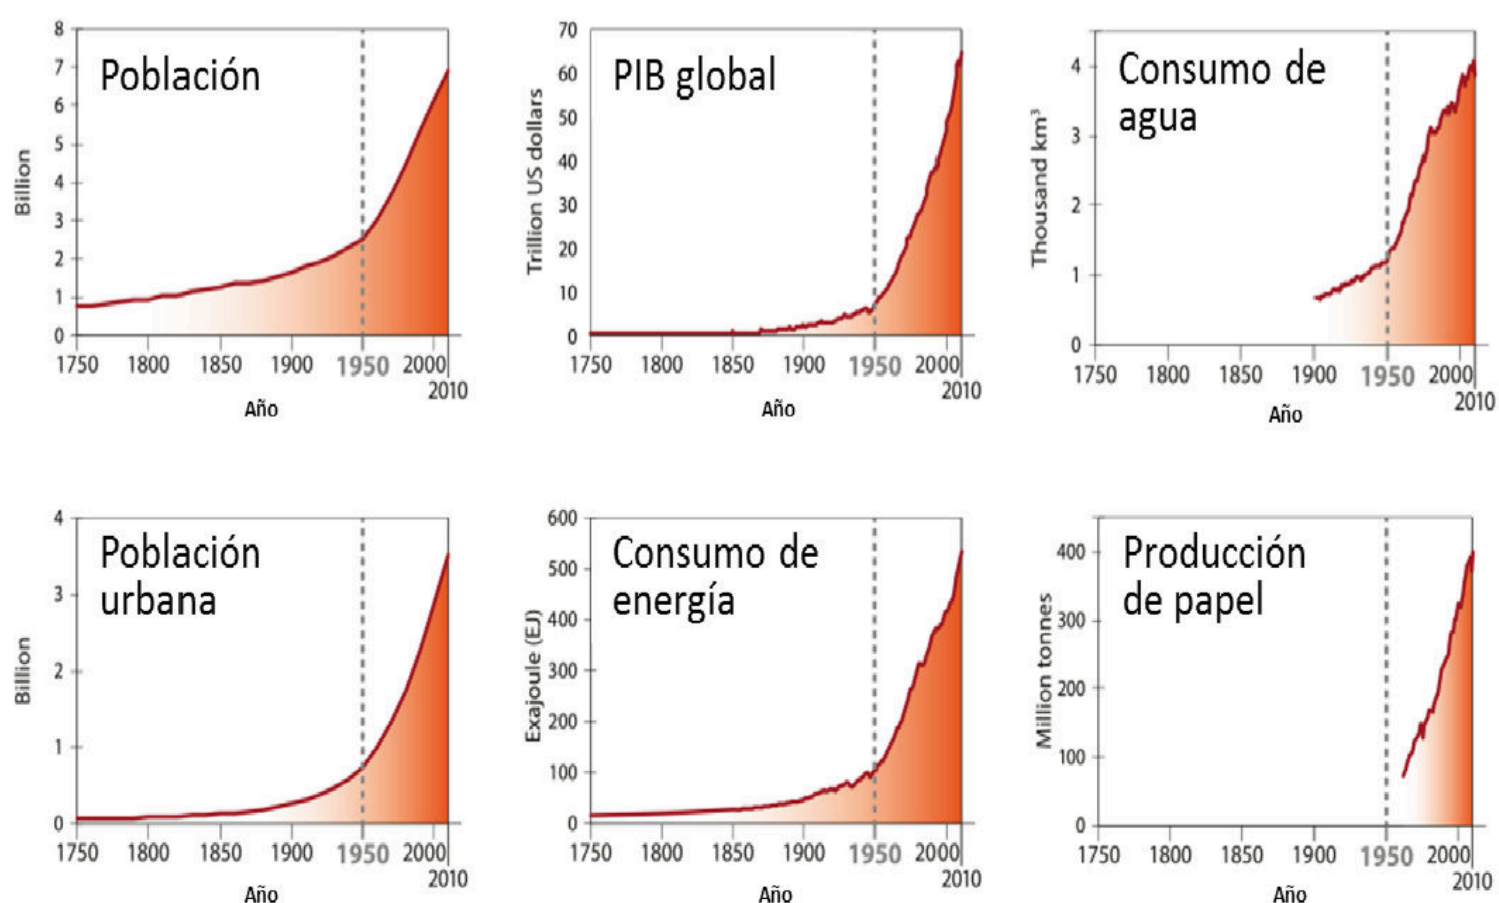 Población
Billion
8
7
6
5
4
3
2
1
0
1750 1800 1850 1900 1950 2000
2010
Año
PIB global
Trillion US dollars
70
60
50
40
30
20
10
0
1750 1800 1850 1900 1950 2000
2010
Año
Consumo de
agua
Thousand km³
4
3
2
1
0
1750 1800 1850 1900 1950 2000
2010
Año
Población
urbana
Billion
4
3
2
1
0
1750 1800 1850 1900 1950 2000
2010
Año
Consumo de
energía
Exajoule (EJ)
600
500
400
300
200
100
0
1750 1800 1850 1900 1950 2000
2010
Año
Producción
de papel
Million tonnes
400
300
200
100
0
1750 1800 1850 1900 1950 2000
2010
Año